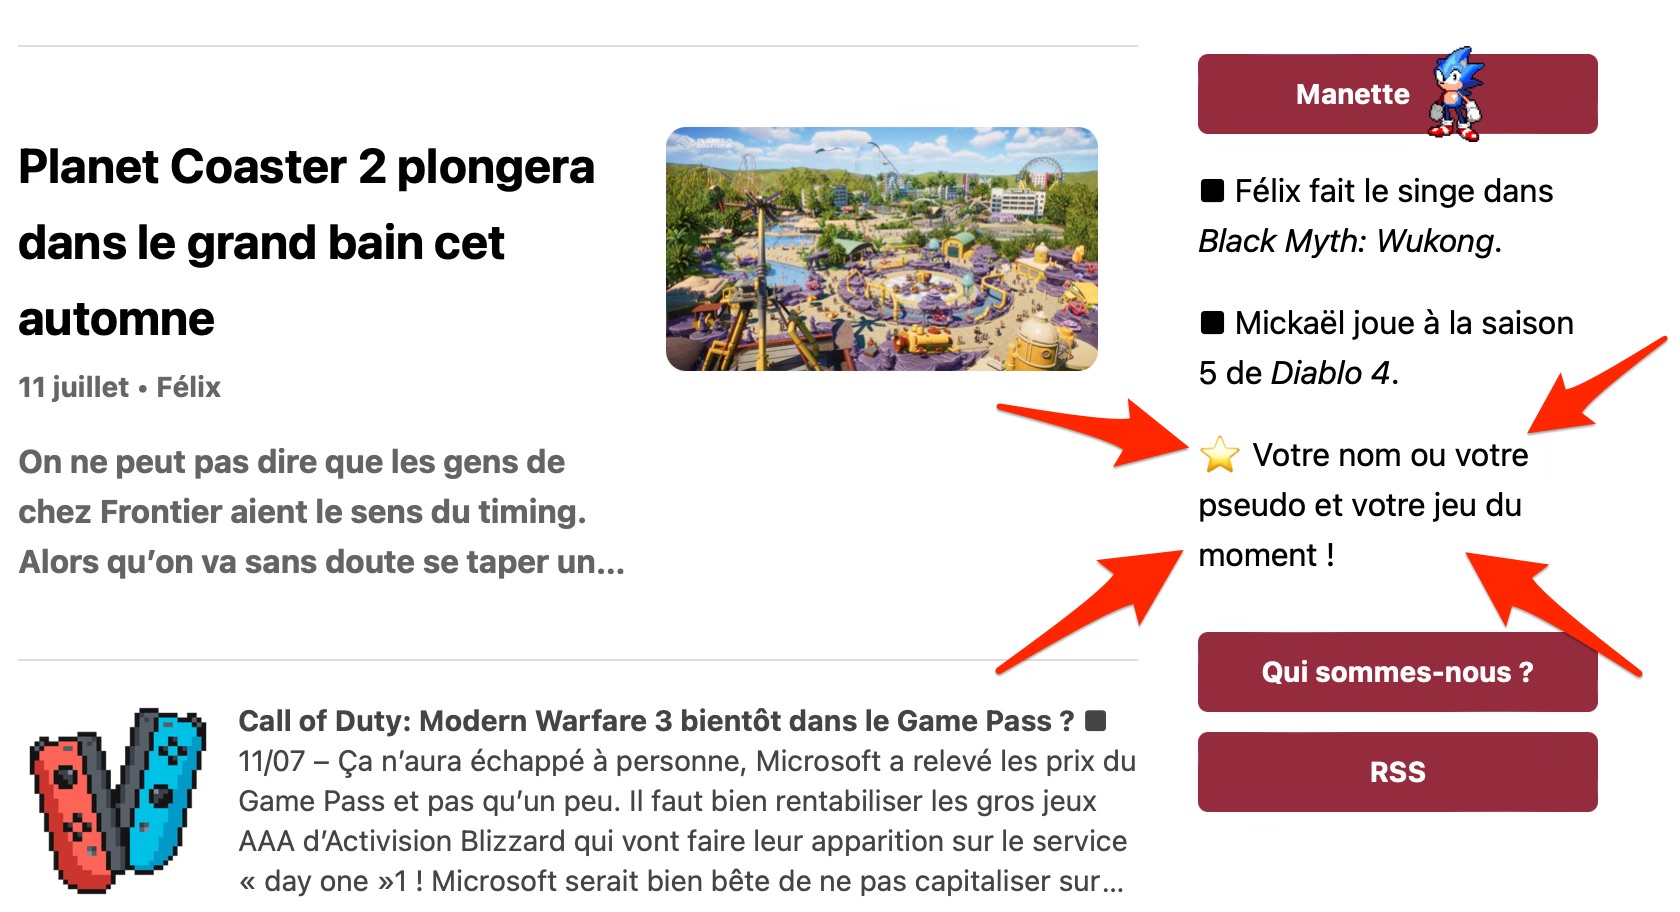 Planet Coaster 2 plongera
dans le grand bain cet
automne
11 juillet • Félix
On ne peut pas dire que les gens de
chez Frontier aient le sens du timing.
Alors qu’on va sans doute se taper un…
Call of Duty: Modern Warfare 3 bientôt dans le Game Pass ? ■
11/07 – Ça n’aura échappé à personne, Microsoft a relevé les prix du
Game Pass et pas qu’un peu. Il faut bien rentabiliser les gros jeux
AAA d’Activision Blizzard qui vont faire leur apparition sur le service
« day one »1 ! Microsoft serait bien bête de ne pas capitaliser sur…
Manette
■ Félix fait le singe dans
Black Myth: Wukong.
■ Mickaël joue à la saison
5 de Diablo 4.
⭐ Votre nom ou votre
pseudo et votre jeu du
moment !
Qui sommes-nous ?
RSS